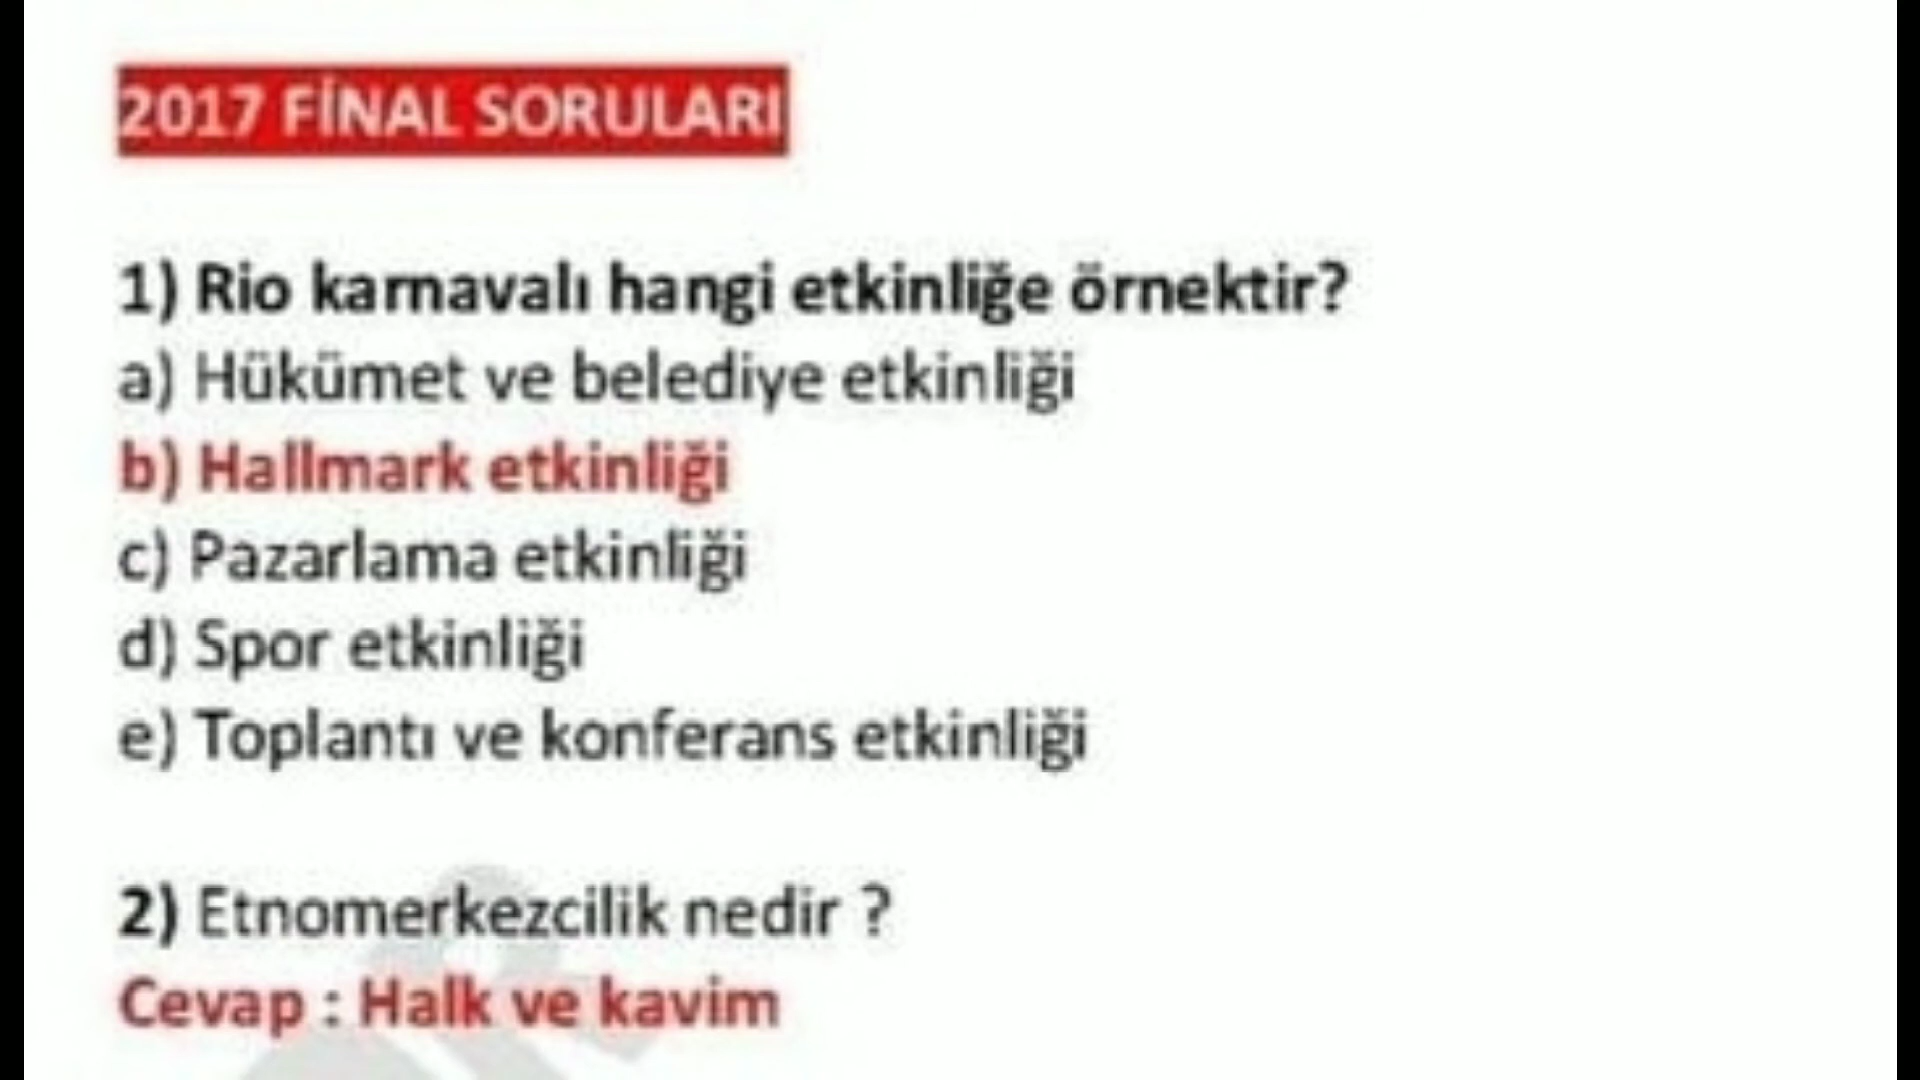 2017 FİNAL SORULARI
1) Rio karnavalı hangi etkinliğe örnektir?
a) Hükümet ve belediye etkinliği
b) Hallmark etkinliği
c) Pazarlama etkinliği
d) Spor etkinliği
e) Toplantı ve konferans etkinliği
2) Etnomerkezcilik nedir ?
Cevap : Halk ve kavim